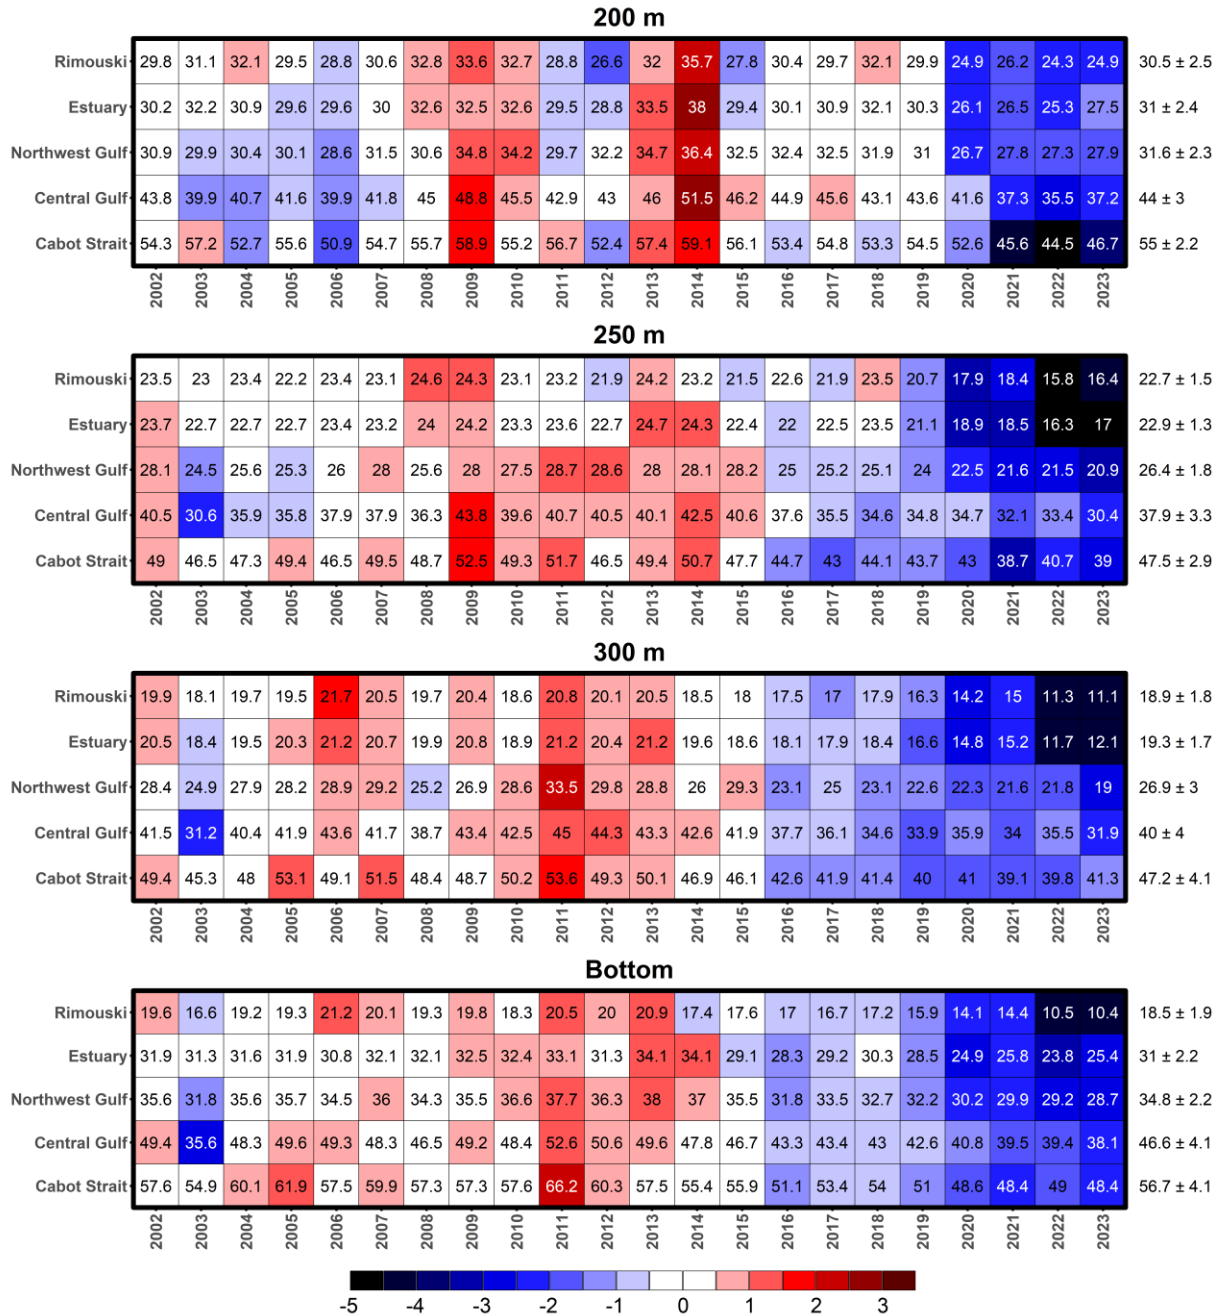 200 m
Rimouski 29.8 31.1 32.1 29.5 28.8 30.6 32.8 33.6 32.7 28.8 26.6 32 35.7 27.8 30.4 29.7 32.1 29.9 24.9 26.2 24.3 24.9 30.5 ± 2.5
Estuary 30.2 32.2 30.9 29.6 29.6 30 32.6 32.5 32.6 29.5 28.8 33.5 38 29.4 30.1 30.9 32.1 30.3 26.1 26.5 25.3 27.5 31 ± 2.4
Northwest Gulf 30.9 29.9 30.4 30.1 28.6 31.5 30.6 34.8 34.2 29.7 32.2 34.7 36.4 32.5 32.4 32.5 31.9 31 26.7 27.8 27.3 27.9 31.6 ± 2.3
Central Gulf 43.8 39.9 40.7 41.6 39.9 41.8 45 48.8 45.5 42.9 43 46 51.5 46.2 44.9 45.6 43.1 43.6 41.6 37.3 35.5 37.2 44 ± 3
Cabot Strait 54.3 57.2 52.7 55.6 50.9 54.7 55.7 58.9 55.2 56.7 52.4 57.4 59.1 56.1 53.4 54.8 53.3 54.5 52.6 45.6 44.5 46.7 55 ± 2.2
2002 2003 2004 2005 2006 2007 2008 2009 2010 2011 2012 2013 2014 2015 2016 2017 2018 2019 2020 2021 2022 2023
250 m
Rimouski 23.5 23 23.4 22.2 23.4 23.1 24.6 24.3 23.1 23.2 21.9 24.2 23.2 21.5 22.6 21.9 23.5 20.7 17.9 18.4 15.8 16.4 22.7 ± 1.5
Estuary 23.7 22.7 22.7 22.7 23.4 23.2 24 24.2 23.3 23.6 22.7 24.7 24.3 22.4 22 22.5 23.5 21.1 18.9 18.5 16.3 17 22.9 ± 1.3
Northwest Gulf 28.1 24.5 25.6 25.3 26 28 25.6 28 27.5 28.7 28.6 28 28.1 28.2 25 25.2 25.1 24 22.5 21.6 21.5 20.9 26.4 ± 1.8
Central Gulf 40.5 30.6 35.9 35.8 37.9 37.9 36.3 43.8 39.6 40.7 40.5 40.1 42.5 40.6 37.6 35.5 34.6 34.8 34.7 32.1 33.4 30.4 37.9 ± 3.3
Cabot Strait 49 46.5 47.3 49.4 46.5 49.5 48.7 52.5 49.3 51.7 46.5 49.4 50.7 47.7 44.7 43 44.1 43.7 43 38.7 40.7 39 47.5 ± 2.9
2002 2003 2004 2005 2006 2007 2008 2009 2010 2011 2012 2013 2014 2015 2016 2017 2018 2019 2020 2021 2022 2023
300 m
Rimouski 19.9 18.1 19.7 19.5 21.7 20.5 19.7 20.4 18.6 20.8 20.1 20.5 18.5 18 17.5 17 17.9 16.3 14.2 15 11.3 11.1 18.9 ± 1.8
Estuary 20.5 18.4 19.5 20.3 21.2 20.7 19.9 20.8 18.9 21.2 20.4 21.2 19.6 18.6 18.1 17.9 18.4 16.6 14.8 15.2 11.7 12.1 19.3 ± 1.7
Northwest Gulf 28.4 24.9 27.9 28.2 28.9 29.2 25.2 26.9 28.6 33.5 29.8 28.8 26 29.3 23.1 25 23.1 22.6 22.3 21.6 21.8 19 26.9 ± 3
Central Gulf 41.5 31.2 40.4 41.9 43.6 41.7 38.7 43.4 42.5 45 44.3 43.3 42.6 41.9 37.7 36.1 34.6 33.9 35.9 34 35.5 31.9 40 ± 4
Cabot Strait 49.4 45.3 48 53.1 49.1 51.5 48.4 48.7 50.2 53.6 49.3 50.1 46.9 46.1 42.6 41.9 41.4 40 41 39.1 39.8 41.3 47.2 ± 4.1
2002 2003 2004 2005 2006 2007 2008 2009 2010 2011 2012 2013 2014 2015 2016 2017 2018 2019 2020 2021 2022 2023
Bottom
Rimouski 19.6 16.6 19.2 19.3 21.2 20.1 19.3 19.8 18.3 20.5 20 20.9 17.4 17.6 17 16.7 17.2 15.9 14.1 14.4 10.5 10.4 18.5 ± 1.9
Estuary 31.9 31.3 31.6 31.9 30.8 32.1 32.1 32.5 32.4 33.1 31.3 34.1 34.1 29.1 28.3 29.2 30.3 28.5 24.9 25.8 23.8 25.4 31 ± 2.2
Northwest Gulf 35.6 31.8 35.6 35.7 34.5 36 34.3 35.5 36.6 37.7 36.3 38 37 35.5 31.8 33.5 32.7 32.2 30.2 29.9 29.2 28.7 34.8 ± 2.2
Central Gulf 49.4 35.6 48.3 49.6 49.3 48.3 46.5 49.2 48.4 52.6 50.6 49.6 47.8 46.7 43.3 43.4 43 42.6 40.8 39.5 39.4 38.1 46.6 ± 4.1
Cabot Strait 57.6 54.9 60.1 61.9 57.5 59.9 57.3 57.3 57.6 66.2 60.3 57.5 55.4 55.9 51.1 53.4 54 51 48.6 48.4 49 48.4 56.7 ± 4.1
2002 2003 2004 2005 2006 2007 2008 2009 2010 2011 2012 2013 2014 2015 2016 2017 2018 2019 2020 2021 2022 2023
-5 -4 -3 -2 -1 0 1 2 3